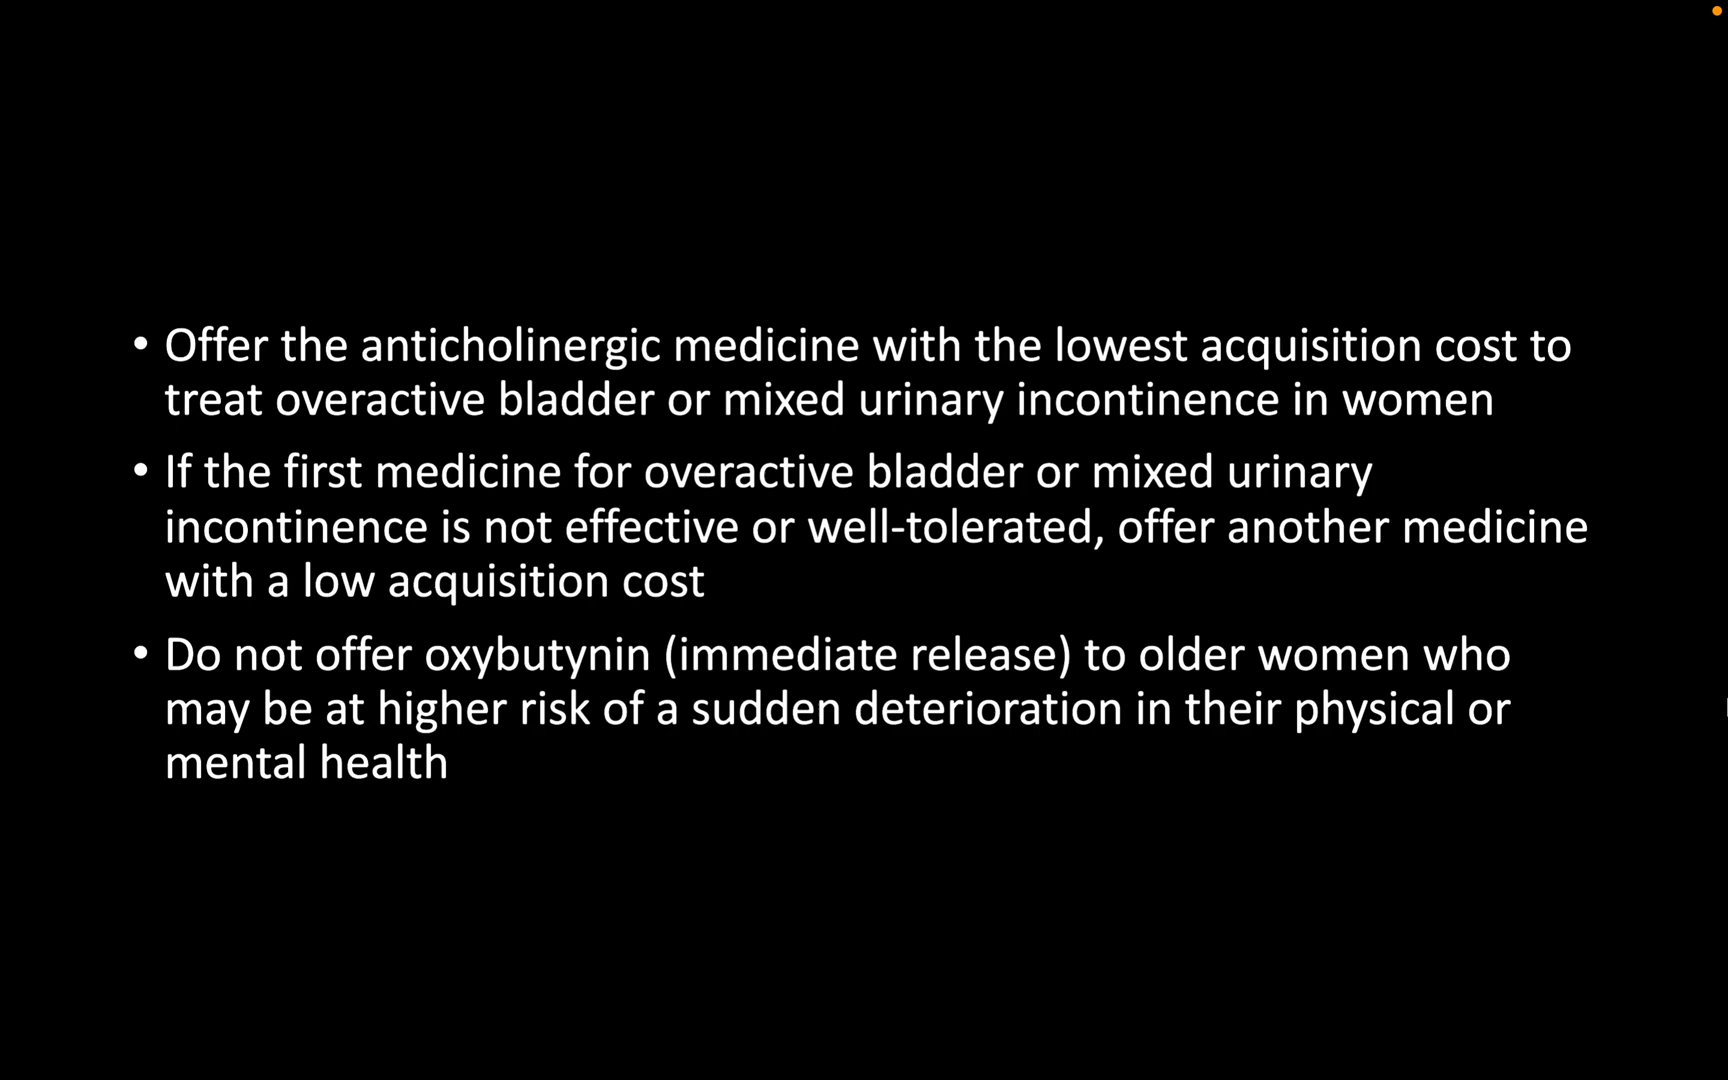 • Offer the anticholinergic medicine with the lowest acquisition cost to
treat overactive bladder or mixed urinary incontinence in women
• If the first medicine for overactive bladder or mixed urinary
incontinence is not effective or well-tolerated, offer another medicine
with a low acquisition cost
• Do not offer oxybutynin (immediate release) to older women who
may be at higher risk of a sudden deterioration in their physical or
mental health